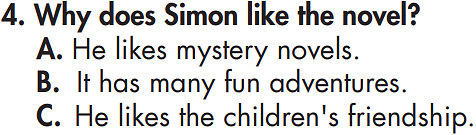 4. Why does Simon like the novel?
A. He likes mystery novels.
B. It has many fun adventures.
C. He likes the children's friendship.